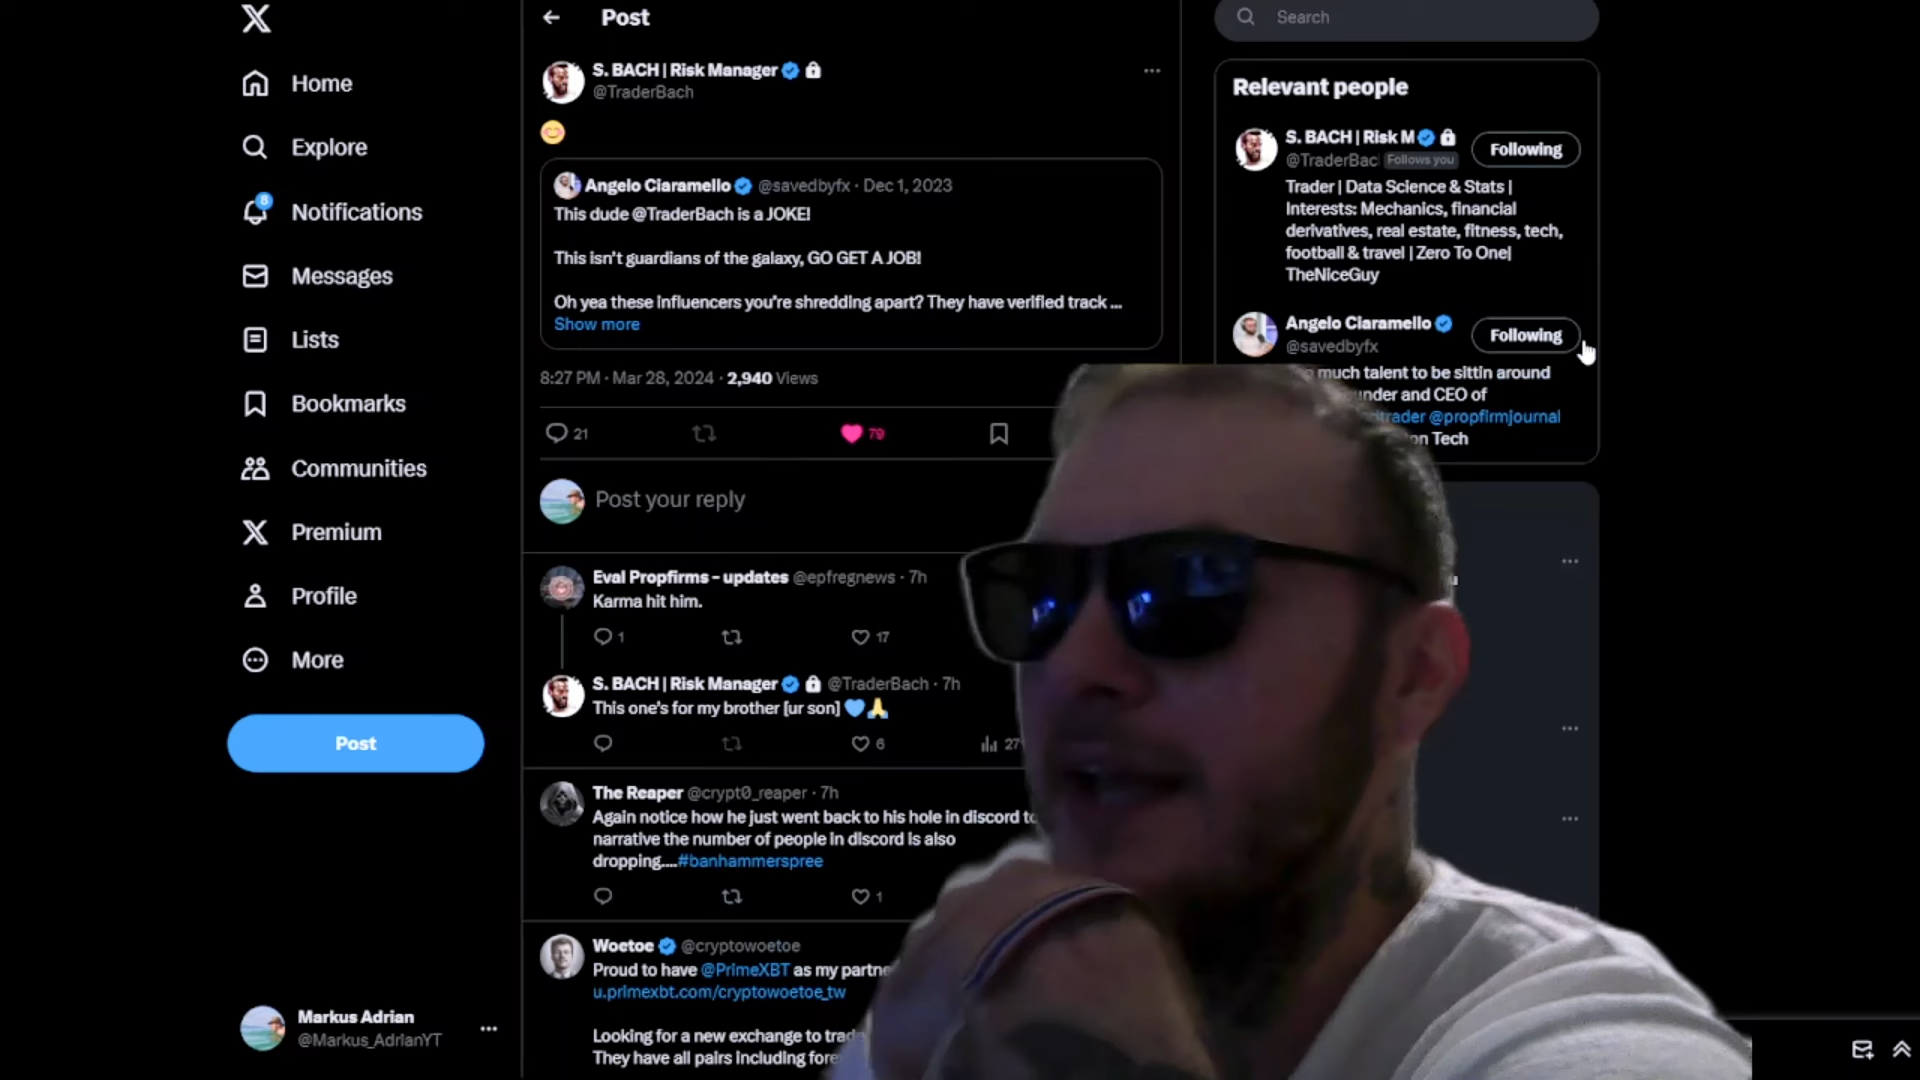 Home
Explore
8
Notifications
Messages
Lists
Bookmarks
Communities
Premium
Profile
More
Post
Markus Adrian
@Markus_AdrianYT
Post
S. BACH | Risk Manager
@TraderBach
Angelo Ciaramello @savedbyfx · Dec 1, 2023
This dude @TraderBach is a JOKE!
This isn't guardians of the galaxy, GO GET A JOB!
Oh yea these influencers you're shredding apart? They have verified track ...
Show more
8:27 PM · Mar 28, 2024 · 2,940 Views
21
79
Post your reply
Eval Propfirms - updates @epfregnews · 7h
Karma hit him.
1
17
S. BACH | Risk Manager @TraderBach · 7h
This one's for my brother [ur son] 💙🙏
6
27
The Reaper @crypt0_reaper · 7h
Again notice how he just went back to his hole in discord
narrative the number of people in discord is also
dropping....#banhammerspree
1
Woetoe @cryptowoetoe
Proud to have @PrimeXBT as my
u.primexbt.com/cryptowoetoe_tw
Looking for a new exchange to
They have all pairs including
Search
Relevant people
S. BACH | Risk M
@TraderBac Follows you
Following
Trader | Data Science & Stats |
Interests: Mechanics, financial
derivatives, real estate, fitness, tech,
football & travel | Zero To One|
TheNiceGuy
Angelo Ciaramello
@savedbyfx
Following
much talent to be sittin around
and CEO of
@propfirmjournal
Tech